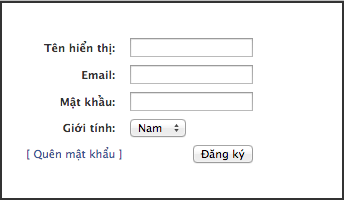 Tên hiển thị:
Email:
Mật khẩu:
Giới tính: Nam
[ Quên mật khẩu ] Đăng ký